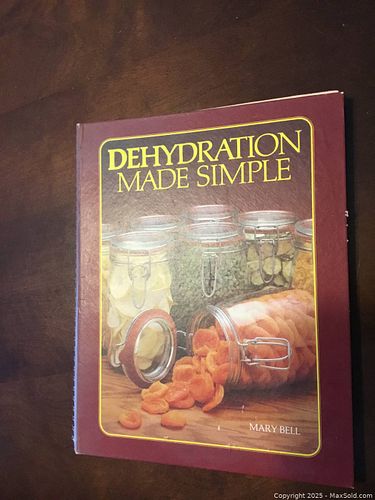 DEHYDRATION
MADE SIMPLE
MARY BELL
Copyright 2025 - MaxSold.com